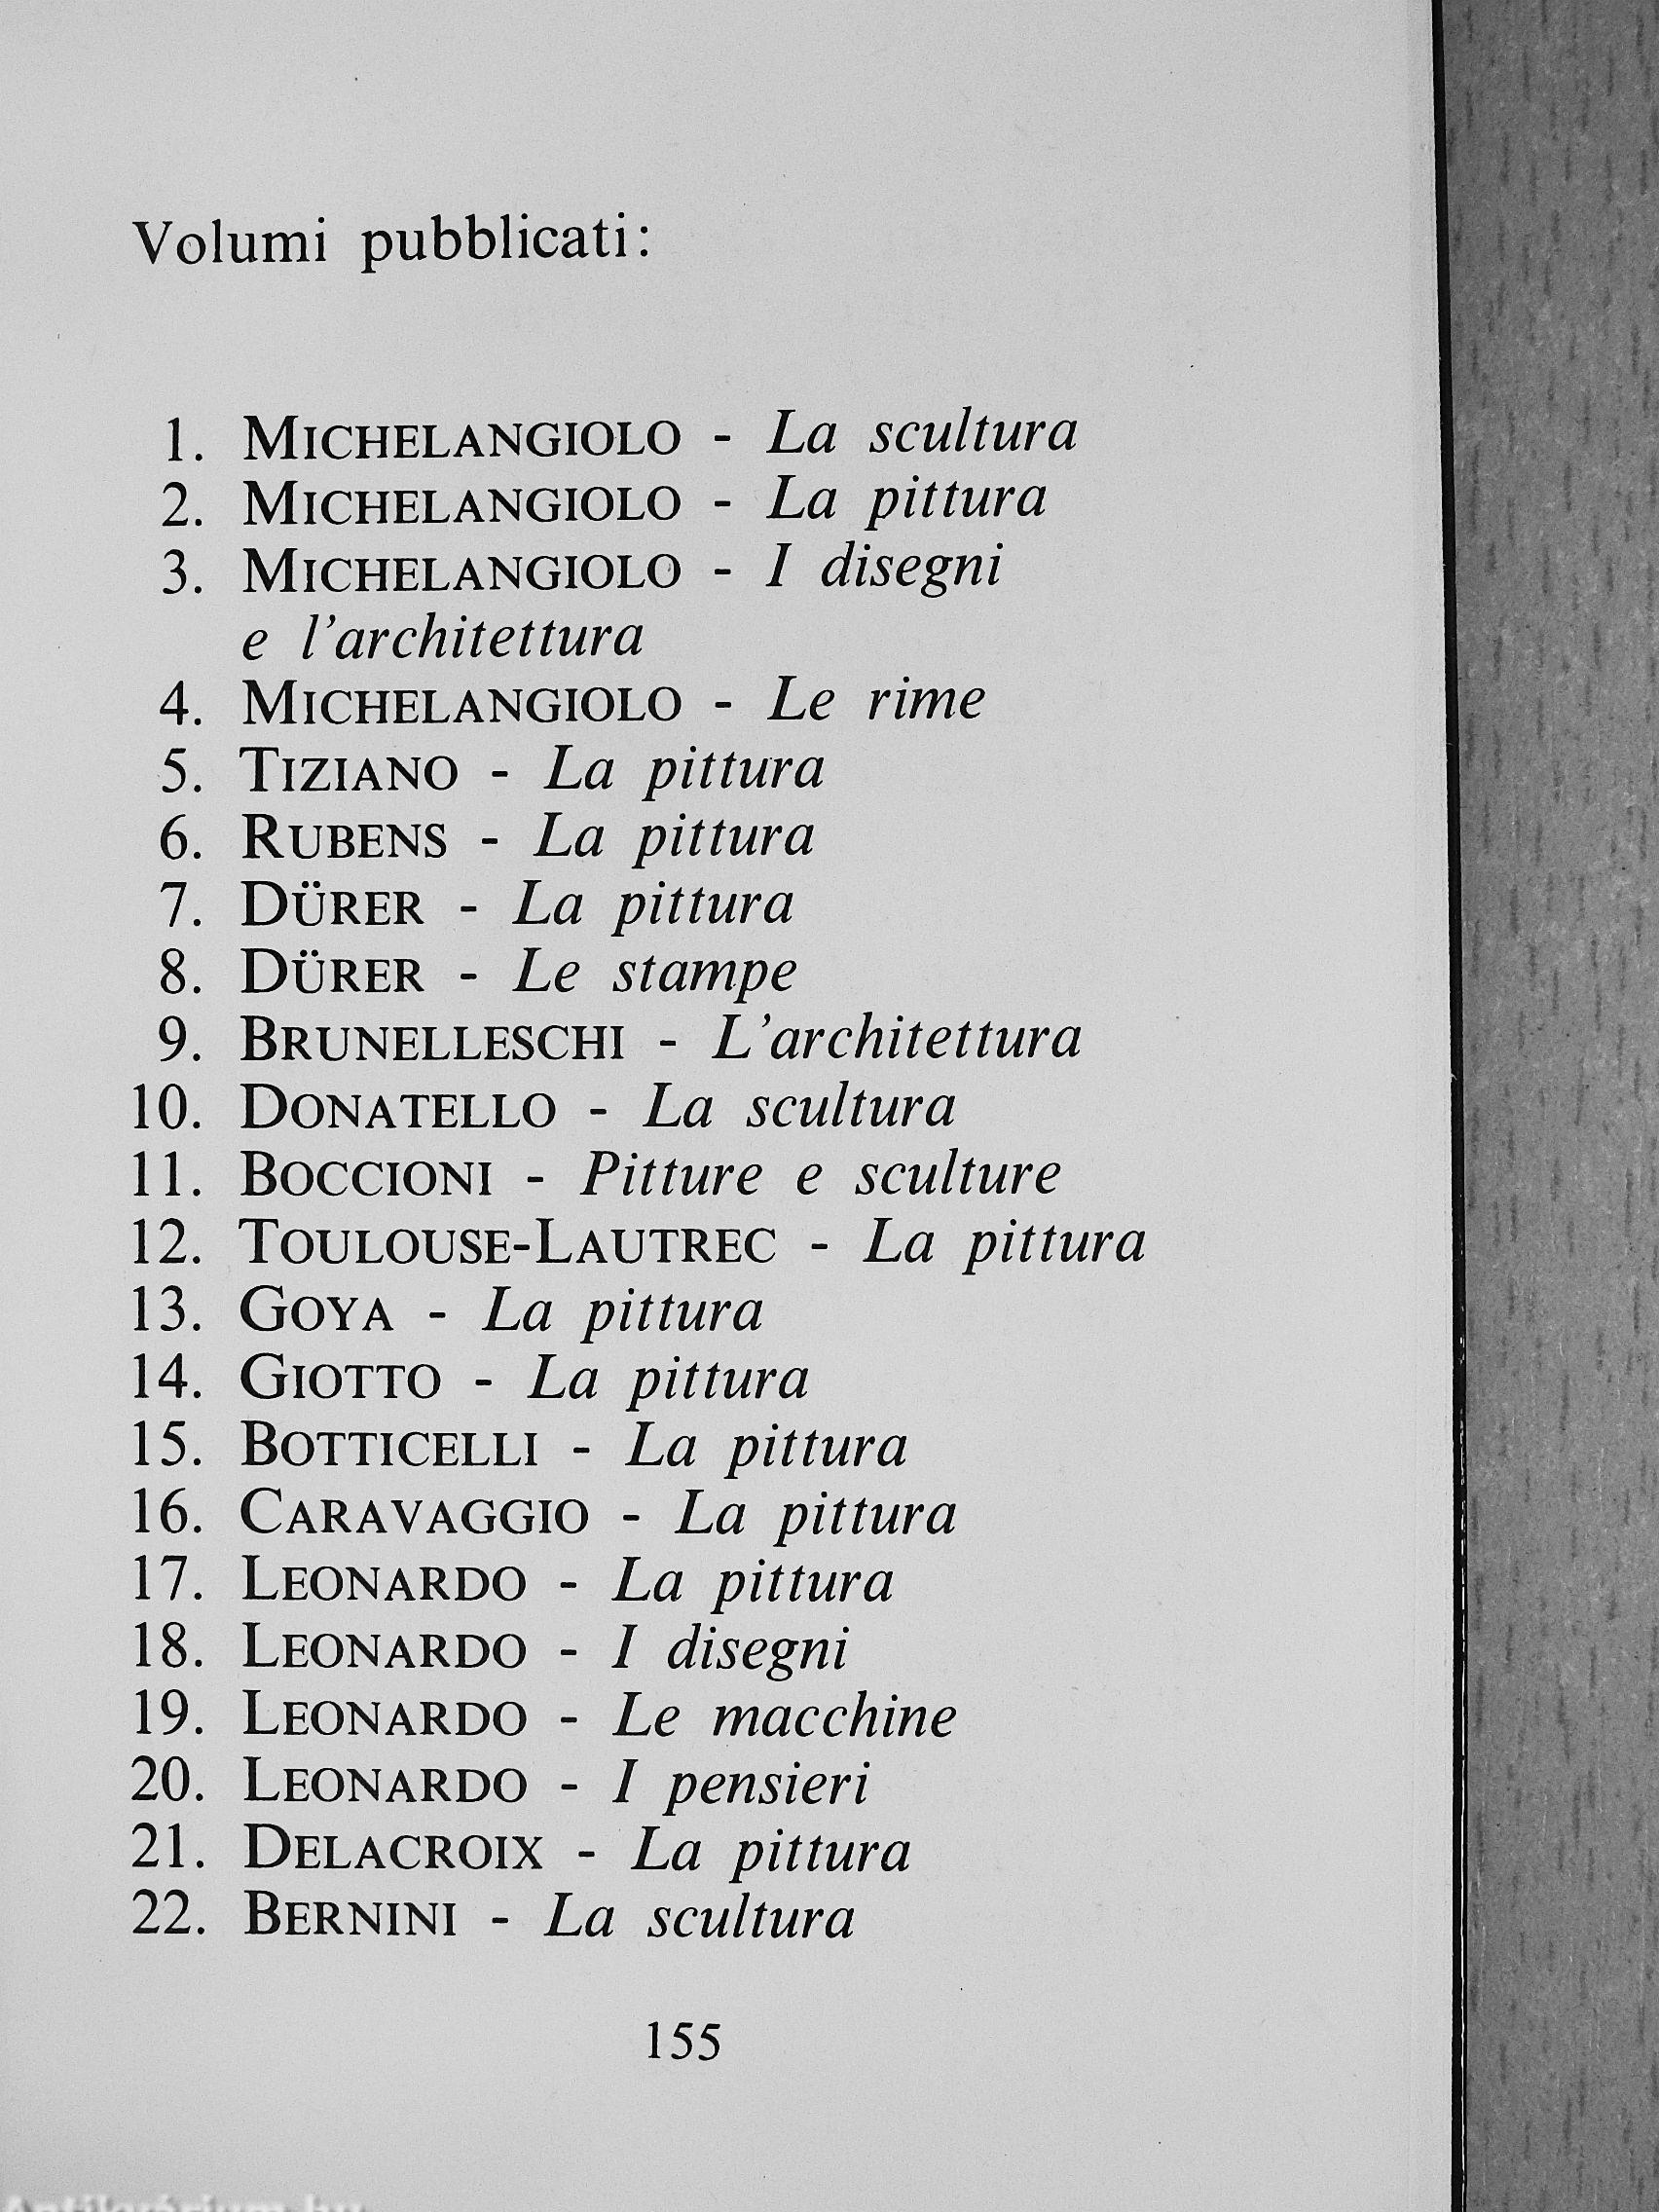 Volumi pubblicati:
1. MICHELANGIOLO - La scultura
2. MICHELANGIOLO - La pittura
3. MICHELANGIOLO - I disegni
e l'architettura
4. MICHELANGIOLO - Le rime
5. TIZIANO - La pittura
6. RUBENS - La pittura
7. DÜRER - La pittura
8. DÜRER - Le stampe
9. BRUNELLESCHI - L'architettura
10. DONATELLO - La scultura
11. BOCCIONI - Pitture e sculture
12. TOULOUSE-LAUTREC - La pittura
13. GOYA - La pittura
14. GIOTTO - La pittura
15. BOTTICELLI - La pittura
16. CARAVAGGIO - La pittura
17. LEONARDO - La pittura
18. LEONARDO - I disegni
19. LEONARDO - Le macchine
20. LEONARDO - I pensieri
21. DELACROIX - La pittura
22. BERNINI - La scultura
155